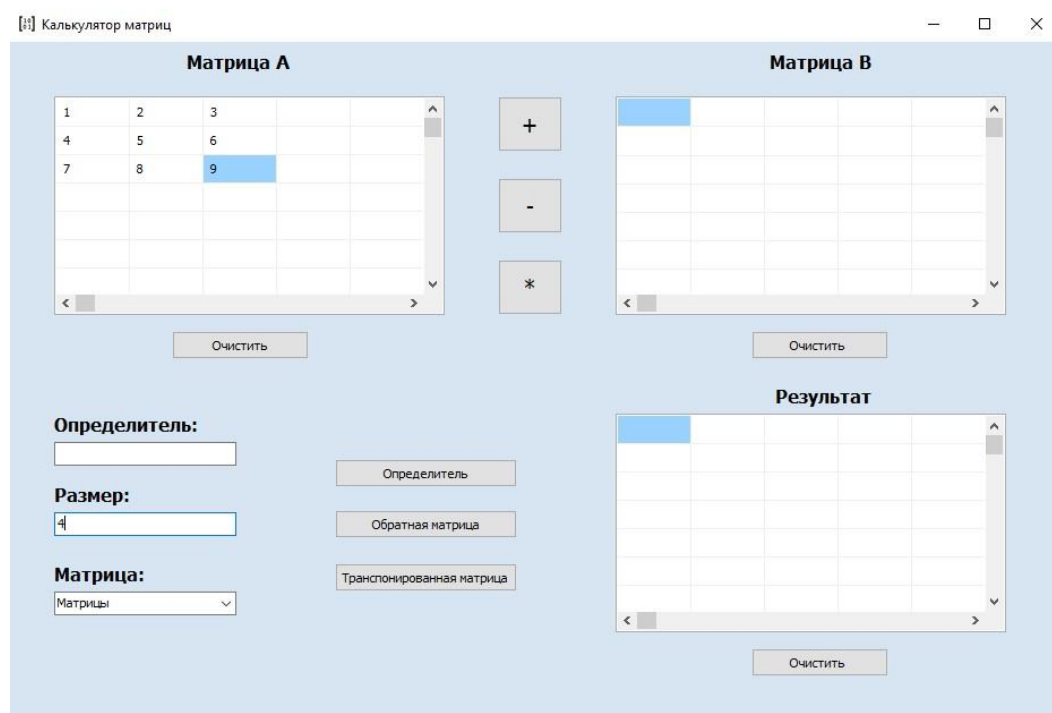 Калькулятор матриц
Матрица A
Матрица B
1 2 3
4 5 6
7 8 9
+
-
*
Очистить
Очистить
Результат
Определитель:
Определитель
Размер:
4
Обратная матрица
Матрица:
Матрицы
Транспонированная матрица
Очистить